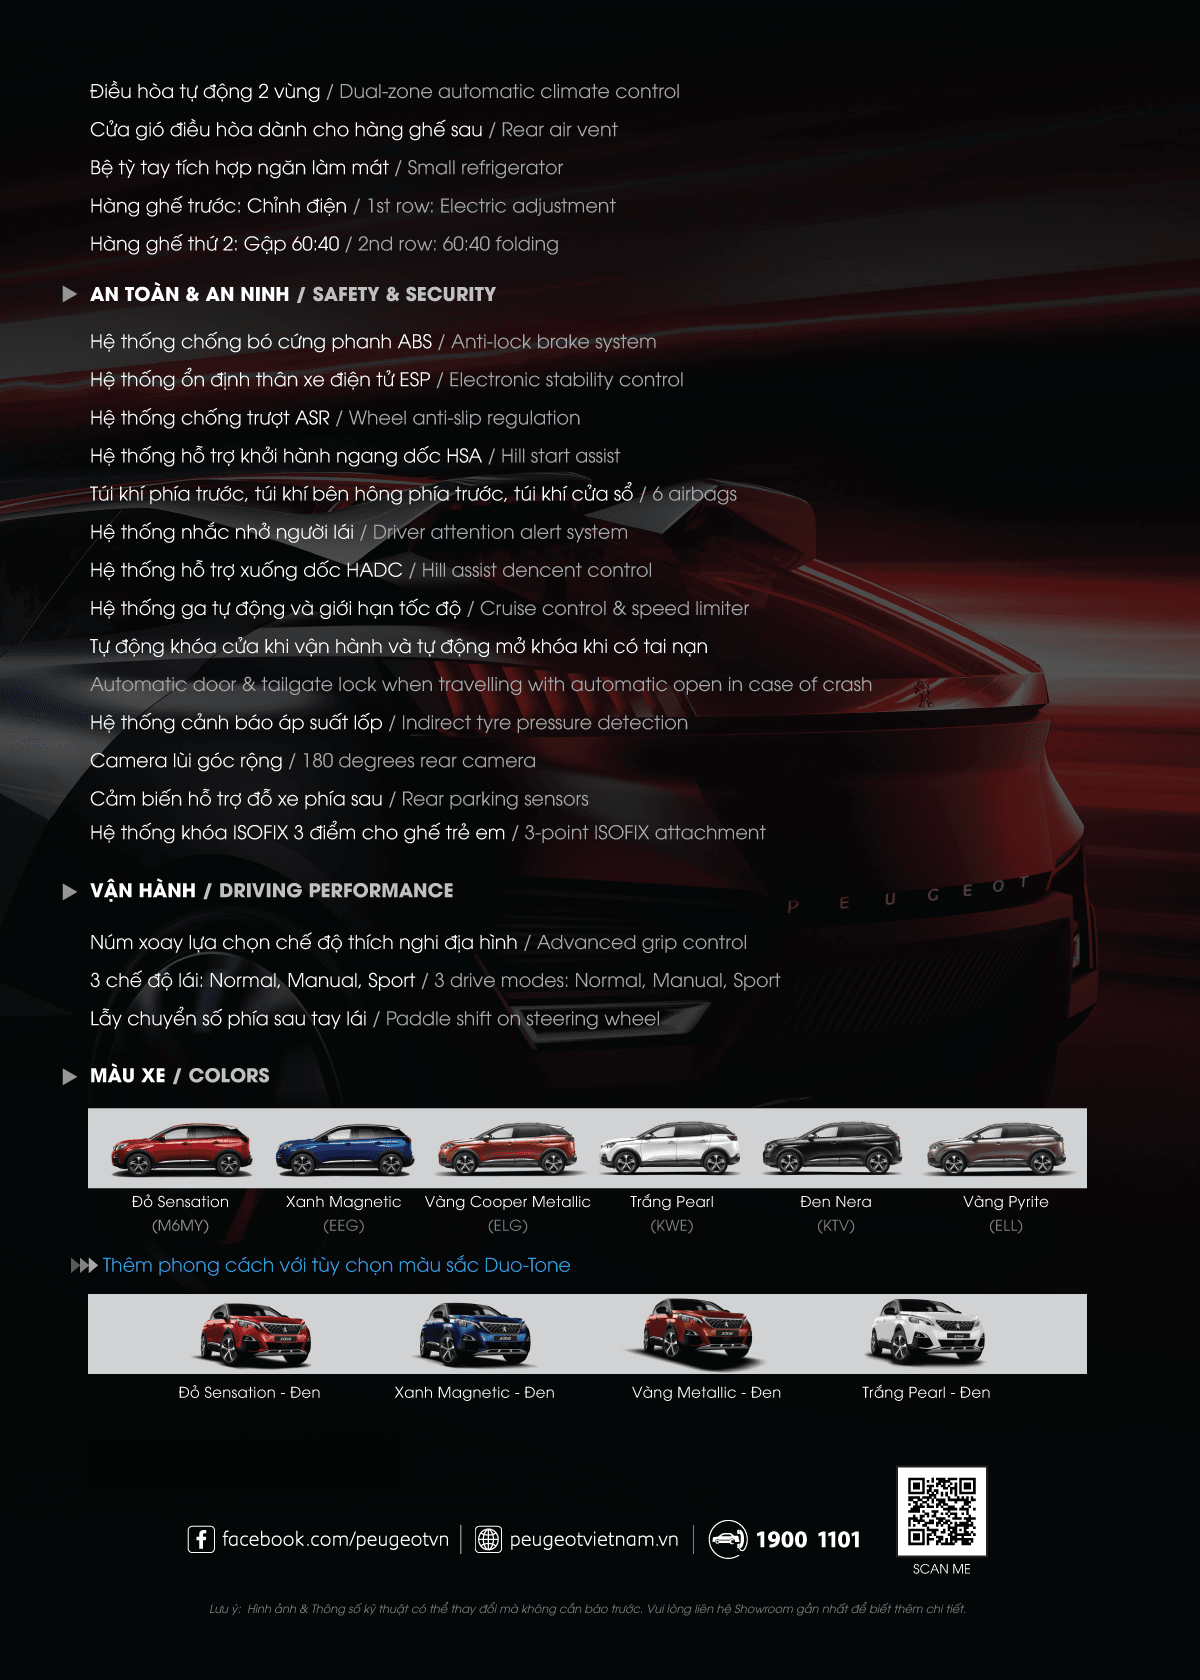 Điều hòa tự động 2 vùng / Dual-zone automatic climate control
Cửa gió điều hòa dành cho hàng ghế sau / Rear air vent
Bệ tỳ tay tích hợp ngăn làm mát / Small refrigerator
Hàng ghế trước: Chỉnh điện / 1st row: Electric adjustment
Hàng ghế thứ 2: Gập 60:40 / 2nd row: 60:40 folding
AN TOÀN & AN NINH / SAFETY & SECURITY
Hệ thống chống bó cứng phanh ABS / Anti-lock brake system
Hệ thống ổn định thân xe điện tử ESP / Electronic stability control
Hệ thống chống trượt ASR / Wheel anti-slip regulation
Hệ thống hỗ trợ khởi hành ngang dốc HSA / Hill start assist
Túi khí phía trước, túi khí bên hông phía trước, túi khí cửa sổ / 6 airbags
Hệ thống nhắc nhở người lái / Driver attention alert system
Hệ thống hỗ trợ xuống dốc HADC / Hill assist dencent control
Hệ thống ga tự động và giới hạn tốc độ / Cruise control & speed limiter
Tự động khóa cửa khi vận hành và tự động mở khóa khi có tai nạn
Automatic door & tailgate lock when travelling with automatic open in case of crash
Hệ thống cảnh báo áp suất lốp / Indirect tyre pressure detection
Camera lùi góc rộng / 180 degrees rear camera
Cảm biến hỗ trợ đỗ xe phía sau / Rear parking sensors
Hệ thống khóa ISOFIX 3 điểm cho ghế trẻ em / 3-point ISOFIX attachment
PEUGEOT
VẬN HÀNH / DRIVING PERFORMANCE
Núm xoay lựa chọn chế độ thích nghi địa hình / Advanced grip control
3 chế độ lái: Normal, Manual, Sport / 3 drive modes: Normal, Manual, Sport
Lẫy chuyển số phía sau tay lái / Paddle shift on steering wheel
MÀU XE / COLORS
Đỏ Sensation Xanh Magnetic Vàng Cooper Metallic Trắng Pearl Đen Nera Vàng Pyrite
(M6MY) (EEG) (ELG) (KWE) (KTV) (ELL)
Thêm phong cách với tùy chọn màu sắc Duo-Tone
3008 3008 3008 3008
Đỏ Sensation - Đen Xanh Magnetic - Đen Vàng Metallic - Đen Trắng Pearl - Đen
facebook.com/peugeotvn | peugeotvietnam.vn | 1900 1101
SCAN ME
Lưu ý: Hình ảnh & Thông số kỹ thuật có thể thay đổi mà không cần báo trước. Vui lòng liên hệ Showroom gần nhất để biết thêm chi tiết.